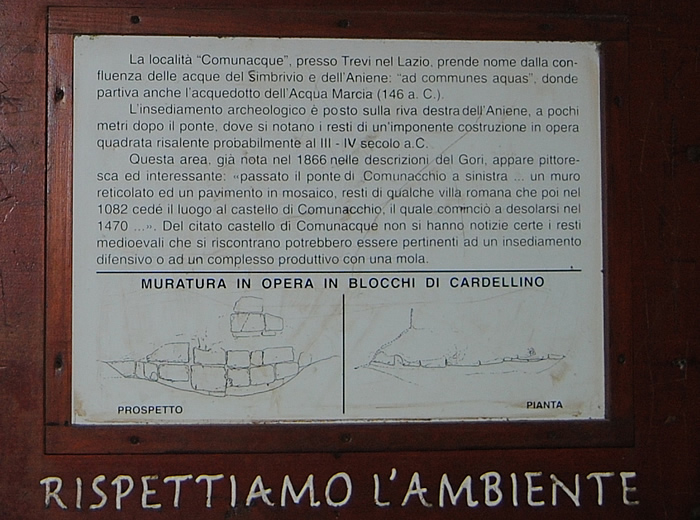 La località “Comunacque”, presso Trevi nel Lazio, prende nome dalla con-
fluenza delle acque del Simbrivio e dell'Aniene: “ad communes aquas”, donde
partiva anche l'acquedotto dell'Acqua Marcia (146 a. C.).
L'insediamento archeologico è posto sulla riva destra dell'Aniene, a pochi
metri dopo il ponte, dove si notano i resti di un'imponente costruzione in opera
quadrata risalente probabilmente al III - IV secolo a.C.
Questa area, già nota nel 1866 nelle descrizioni del Gori, appare pittore-
sca ed interessante: «passato il ponte di Comunacchio a sinistra ... un muro
reticolato ed un pavimento in mosaico, resti di qualche villa romana che poi nel
1082 cedé il luogo al castello di Comunacchio, il quale cominciò a desolarsi nel
1470 ...». Del citato castello di Comunacque non si hanno notizie certe i resti
medioevali che si riscontrano potrebbero essere pertinenti ad un insediamento
difensivo o ad un complesso produttivo con una mola.
MURATURA IN OPERA IN BLOCCHI DI CARDELLINO
PROSPETTO
PIANTA
RISPETTIAMO L'AMBIENTE